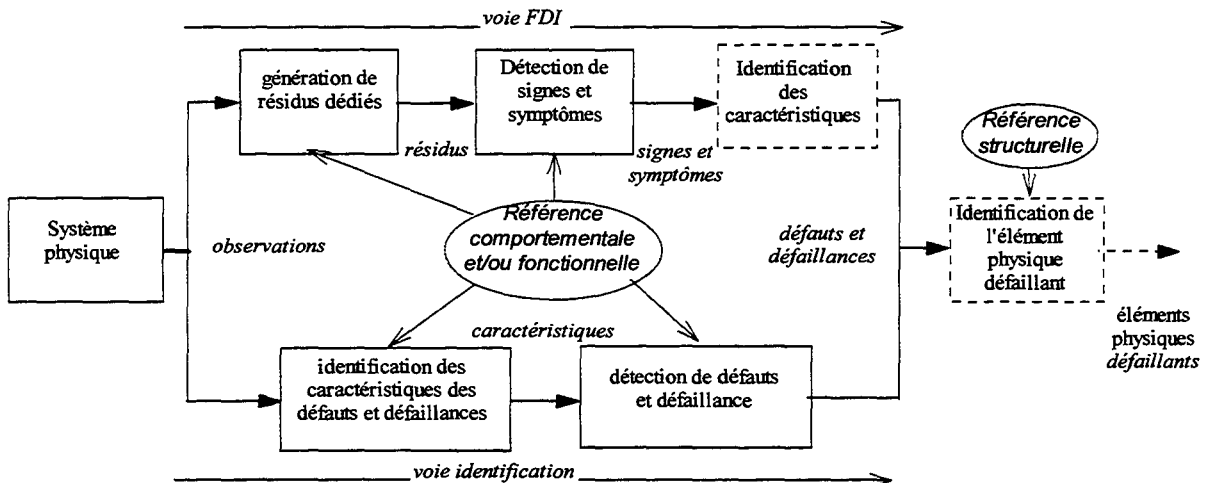 voie FDI
génération de
résidus dédiés
Détection de
signes et
symptômes
Identification
des
caractéristiques
Référence
structurelle
résidus
signes et
symptômes
Système
physique
observations
Référence
comportementale
et/ou fonctionnelle
défauts et
défaillances
Identification de
l'élément
physique
défaillant
éléments
physiques
défaillants
caractéristiques
identification des
caractéristiques des
défauts et défaillances
détection de défauts
et défaillance
voie identification